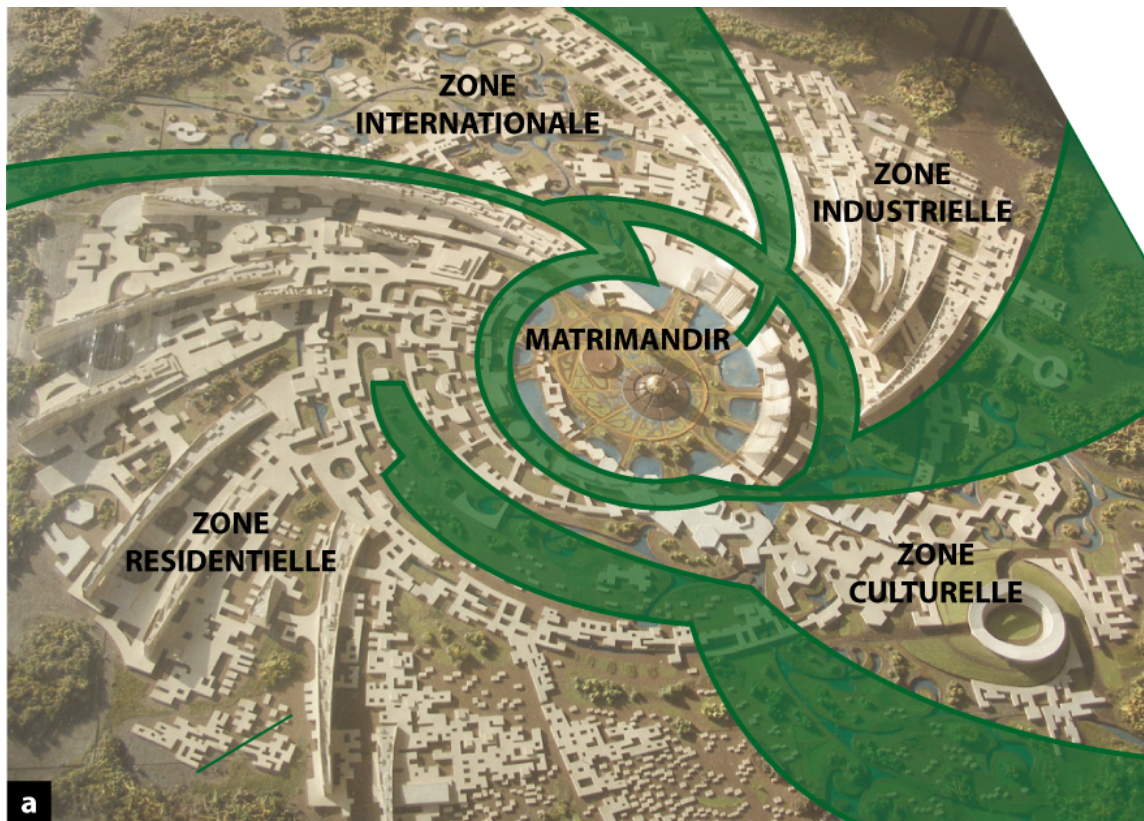 ZONE
INTERNATIONALE
ZONE
INDUSTRIELLE
MATRIMANDIR
ZONE
RESIDENTIELLE
ZONE
CULTURELLE
a